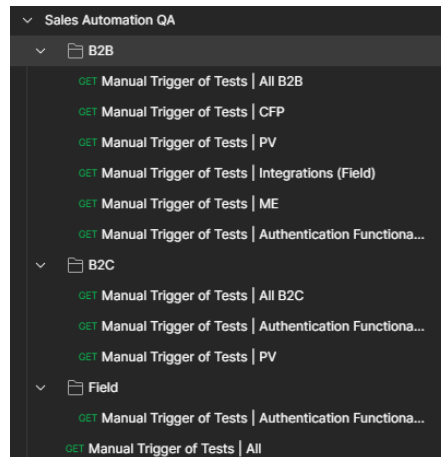 Sales Automation QA
B2B
GET Manual Trigger of Tests | All B2B
GET Manual Trigger of Tests | CFP
GET Manual Trigger of Tests | PV
GET Manual Trigger of Tests | Integrations (Field)
GET Manual Trigger of Tests | ME
GET Manual Trigger of Tests | Authentication Functiona...
B2C
GET Manual Trigger of Tests | All B2C
GET Manual Trigger of Tests | Authentication Functiona...
GET Manual Trigger of Tests | PV
Field
GET Manual Trigger of Tests | Authentication Functiona...
GET Manual Trigger of Tests | All